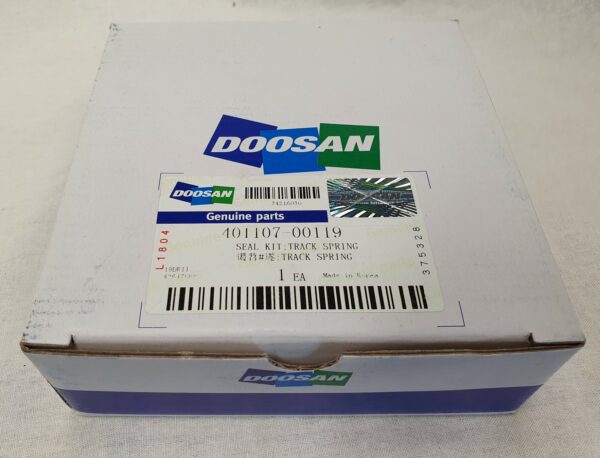 DOOSAN
DOOSAN
74216030
Genuine parts
L1804
401107-00119
SEAL KIT;TRACK SPRING
:TRACK SPRING
1 EA
Made in Korea
375328
DOOSAN